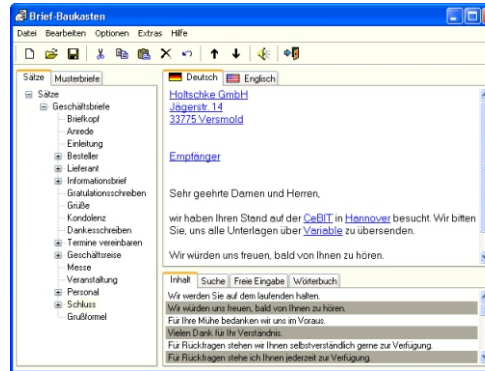 Brief-Baukasten
Datei Bearbeiten Optionen Extras Hilfe
Sätze Musterbriefe
Sätze
Geschäftsbriefe
Briefkopf
Anrede
Einleitung
Besteller
Lieferant
Informationsbrief
Gratulationsschreiben
Grüße
Kondolenz
Dankesschreiben
Termine vereinbaren
Geschäftsreise
Messe
Veranstaltung
Personal
Schluss
Grußformel
Deutsch Englisch
Holtschke GmbH
Jägerstr. 14
33775 Versmold
Empfänger
Sehr geehrte Damen und Herren,
wir haben Ihren Stand auf der CeBIT in Hannover besucht. Wir bitten
Sie, uns alle Unterlagen über Variable zu übersenden.
Wir würden uns freuen, bald von Ihnen zu hören.
Inhalt Suche Freie Eingabe Wörterbuch
Wir werden Sie auf dem laufenden halten.
Wir würden uns freuen, bald von Ihnen zu hören.
Für Ihre Mühe bedanken wir uns im Voraus.
Vielen Dank für Ihr Verständnis.
Für Rückfragen stehen wir Ihnen selbstverständlich gerne zur Verfügung.
Für Rückfragen stehe ich Ihnen jederzeit zur Verfügung.